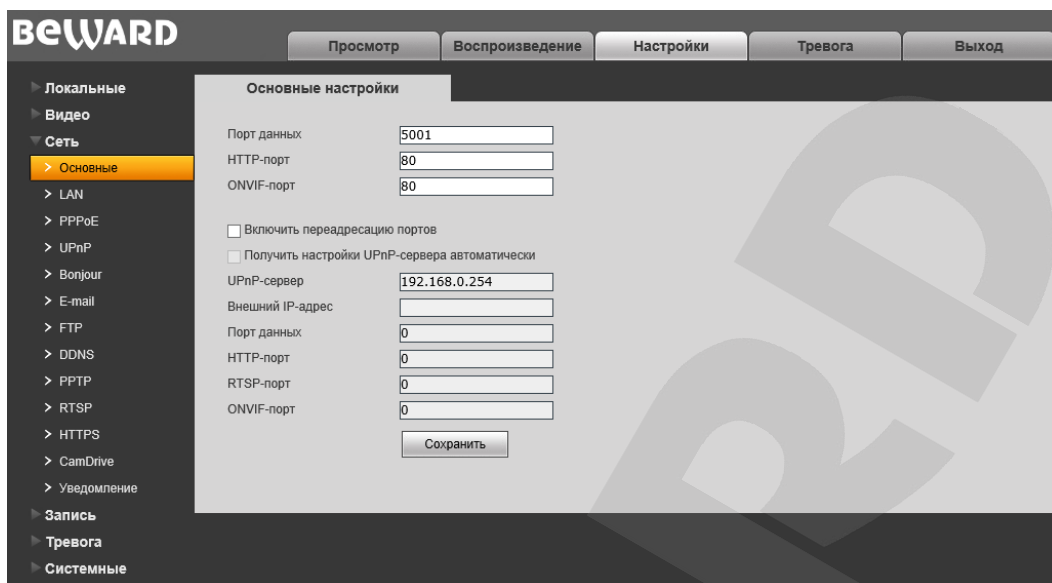 BEWARD
Просмотр Воспроизведение Настройки Тревога Выход
Локальные
Видео
Сеть
Основные
LAN
PPPoE
UPnP
Bonjour
E-mail
FTP
DDNS
PPTP
RTSP
HTTPS
CamDrive
Уведомление
Запись
Тревога
Системные
Основные настройки
Порт данных 5001
HTTP-порт 80
ONVIF-порт 80
Включить переадресацию портов
Получить настройки UPnP-сервера автоматически
UPnP-сервер 192.168.0.254
Внешний IP-адрес
Порт данных 0
HTTP-порт 0
RTSP-порт 0
ONVIF-порт 0
Сохранить
RD